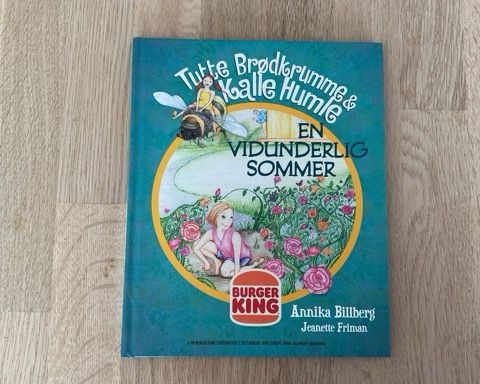 Tutte Brødkrumme &
Kalle Humle
EN
VIDUNDERLIG
SOMMER
BURGER
KING
Annika Billberg
Jeanette Friman